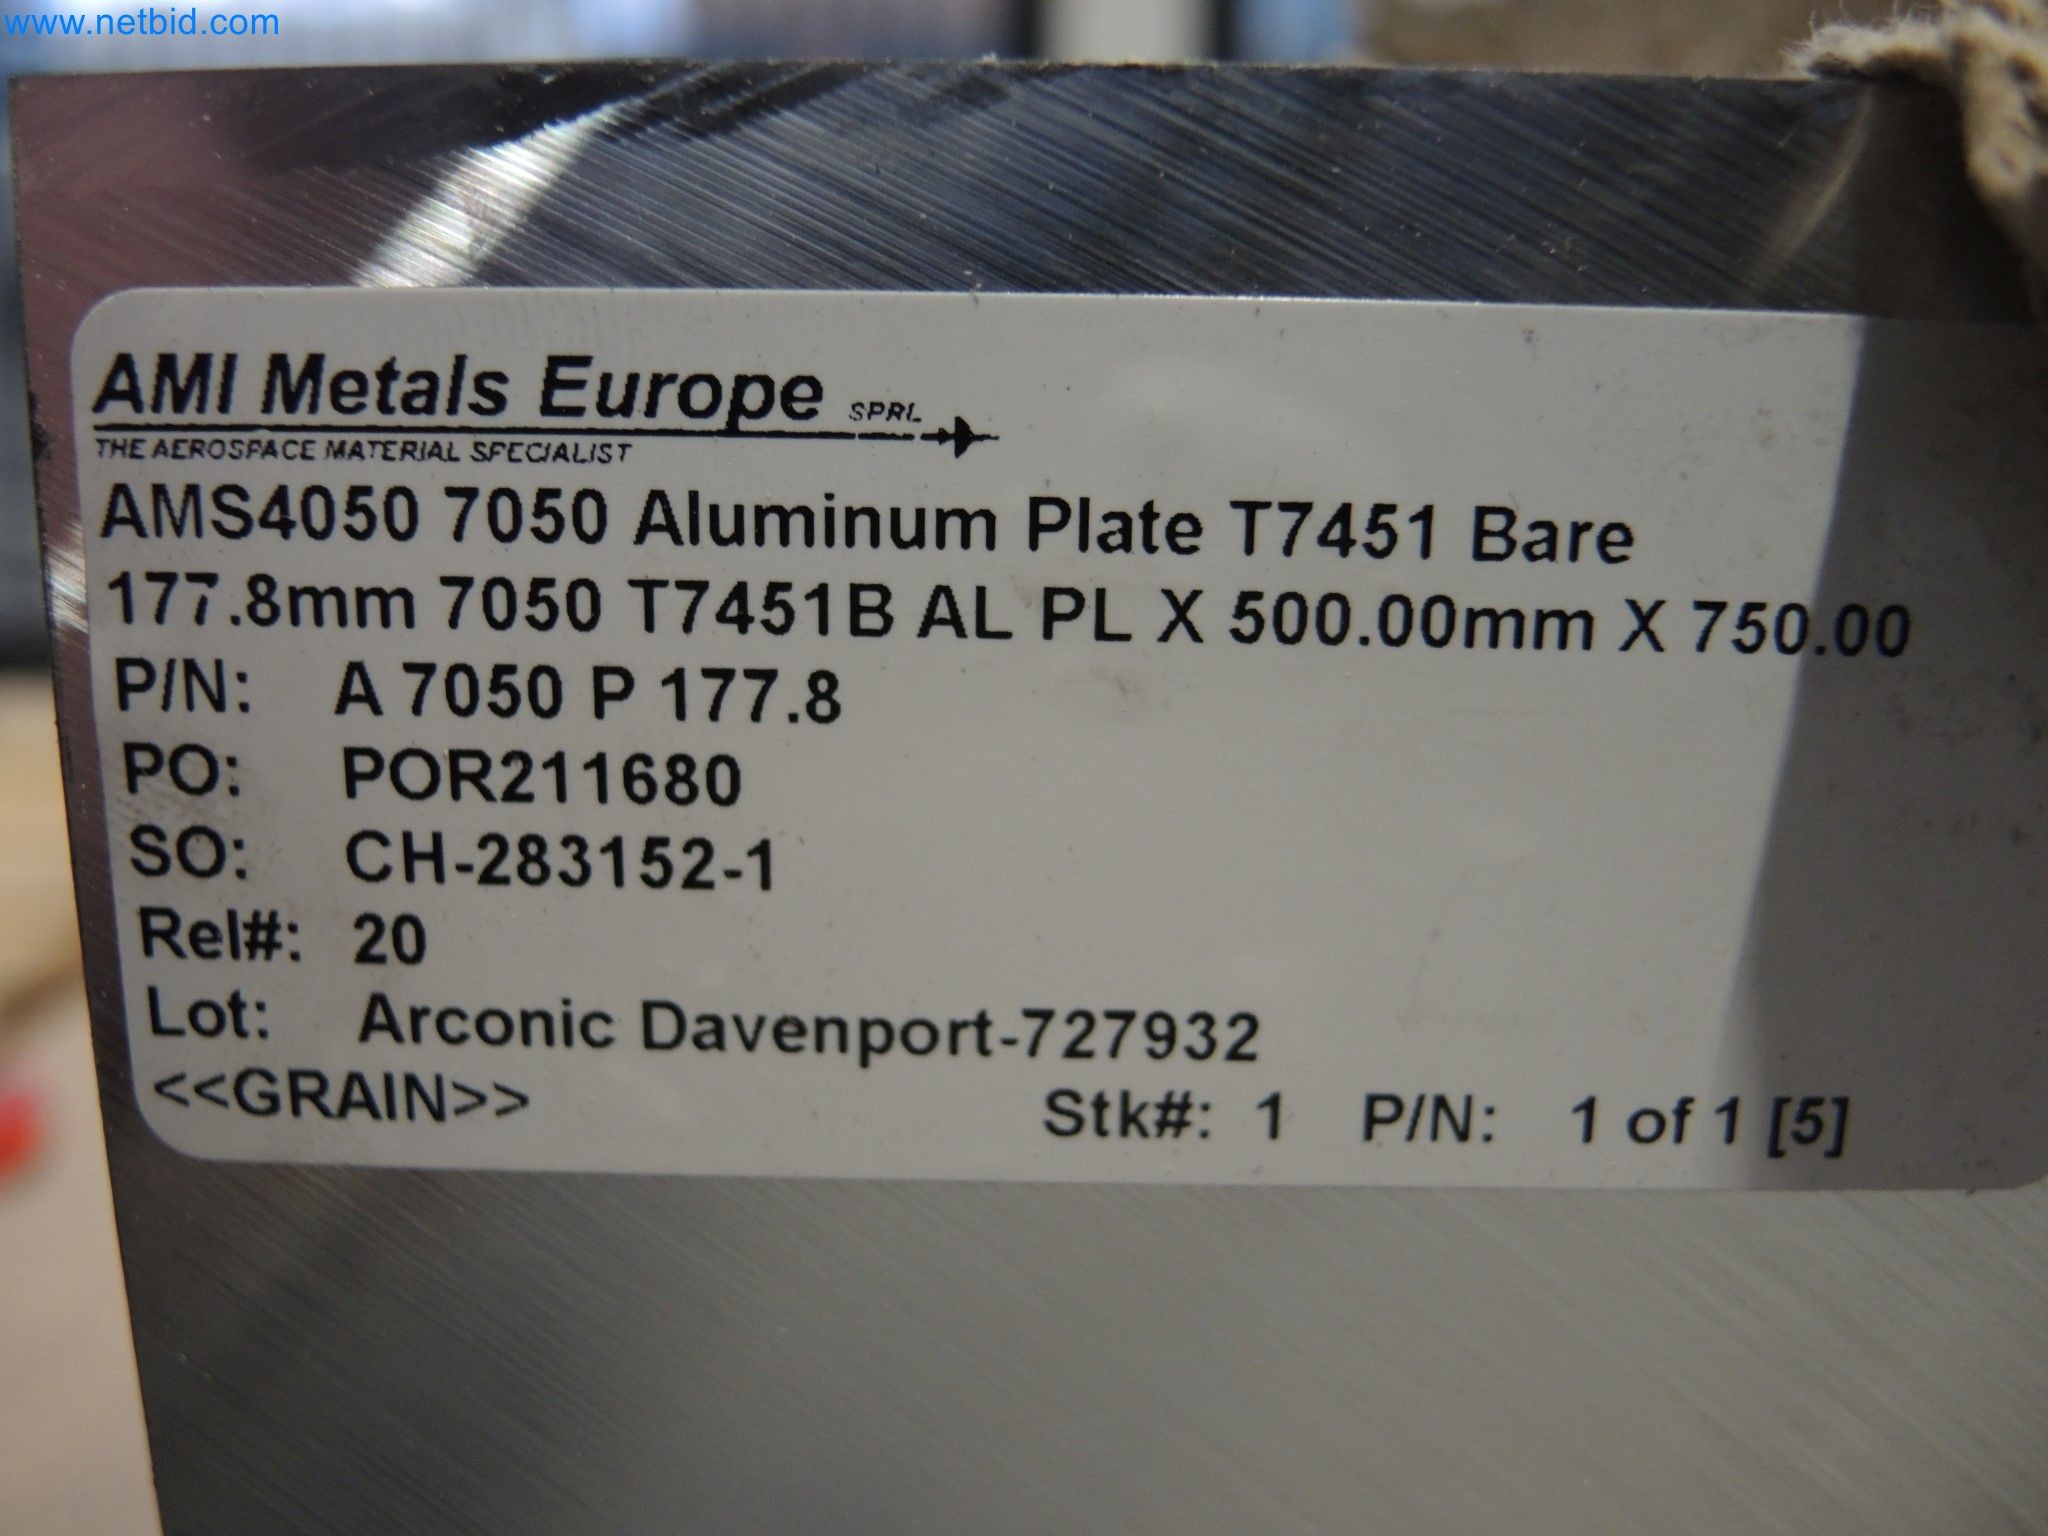 www.netbid.com
AMI Metals Europe SPRL
THE AEROSPACE MATERIAL SPECIALIST
AMS4050 7050 Aluminum Plate T7451 Bare
177.8mm 7050 T7451B AL PL X 500.00mm X 750.00
P/N: A 7050 P 177.8
PO: POR211680
SO: CH-283152-1
Rel#: 20
Lot: Arconic Davenport-727932
<<GRAIN>> Stk#: 1 P/N: 1 of 1 [5]